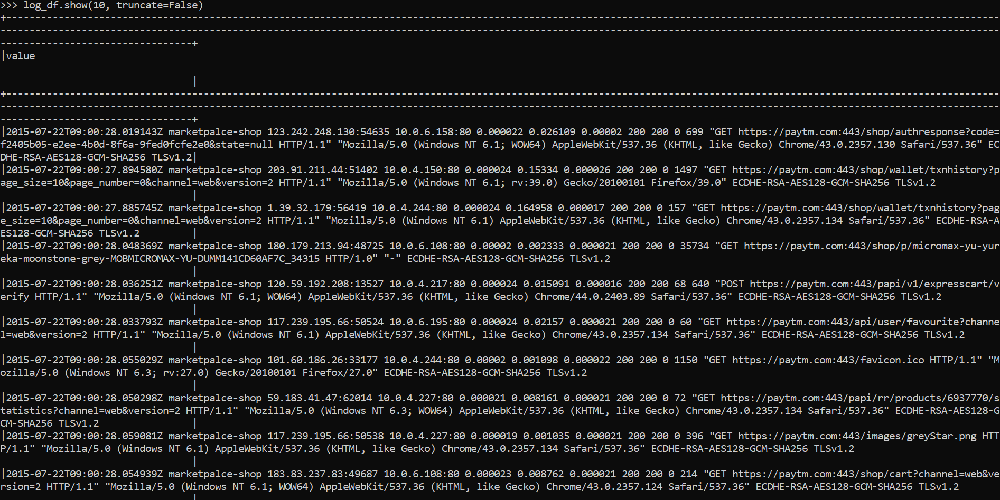 >>> log_df.show(10, truncate=False)
+---------------------------------------------------------------------------------------------------------------------------------------------------------------------------
----------------------------------------------------------------------------------------------------------------------------------------------------------------------------
---------------------------------+
|value
|
+---------------------------------------------------------------------------------------------------------------------------------------------------------------------------
----------------------------------------------------------------------------------------------------------------------------------------------------------------------------
---------------------------------+
|2015-07-22T09:00:28.019143Z marketpalce-shop 123.242.248.130:54635 10.0.6.158:80 0.000022 0.026109 0.00002 200 200 0 699 "GET https://paytm.com:443/shop/authresponse?code=
f2405b05-e2ee-4b0d-8f6a-9fed0fcfe2e0&state=null HTTP/1.1" "Mozilla/5.0 (Windows NT 6.1; WOW64) AppleWebKit/537.36 (KHTML, like Gecko) Chrome/43.0.2357.130 Safari/537.36" EC
DHE-RSA-AES128-GCM-SHA256 TLSv1.2|
|2015-07-22T09:00:27.894580Z marketpalce-shop 203.91.211.44:51402 10.0.4.150:80 0.000024 0.15334 0.000026 200 200 0 1497 "GET https://paytm.com:443/shop/wallet/txnhistory?p
age_size=10&page_number=0&channel=web&version=2 HTTP/1.1" "Mozilla/5.0 (Windows NT 6.1; rv:39.0) Gecko/20100101 Firefox/39.0" ECDHE-RSA-AES128-GCM-SHA256 TLSv1.2
|
|2015-07-22T09:00:27.885745Z marketpalce-shop 1.39.32.179:56419 10.0.4.244:80 0.000024 0.164958 0.000017 200 200 0 157 "GET https://paytm.com:443/shop/wallet/txnhistory?pag
e_size=10&page_number=0&channel=web&version=2 HTTP/1.1" "Mozilla/5.0 (Windows NT 6.1) AppleWebKit/537.36 (KHTML, like Gecko) Chrome/43.0.2357.134 Safari/537.36" ECDHE-RSA-A
ES128-GCM-SHA256 TLSv1.2         |
|2015-07-22T09:00:28.048369Z marketpalce-shop 180.179.213.94:48725 10.0.6.108:80 0.00002 0.002333 0.000021 200 200 0 35734 "GET https://paytm.com:443/shop/p/micromax-yu-yur
eka-moonstone-grey-MOBMICROMAX-YU-DUMM141CD60AF7C_34315 HTTP/1.0" "-" ECDHE-RSA-AES128-GCM-SHA256 TLSv1.2
|
|2015-07-22T09:00:28.036251Z marketpalce-shop 120.59.192.208:13527 10.0.4.217:80 0.000024 0.015091 0.000016 200 200 68 640 "POST https://paytm.com:443/papi/v1/expresscart/v
erify HTTP/1.1" "Mozilla/5.0 (Windows NT 6.1; WOW64) AppleWebKit/537.36 (KHTML, like Gecko) Chrome/44.0.2403.89 Safari/537.36" ECDHE-RSA-AES128-GCM-SHA256 TLSv1.2
|
|2015-07-22T09:00:28.033793Z marketpalce-shop 117.239.195.66:50524 10.0.6.195:80 0.000024 0.02157 0.000021 200 200 0 60 "GET https://paytm.com:443/api/user/favourite?channe
l=web&version=2 HTTP/1.1" "Mozilla/5.0 (Windows NT 6.1) AppleWebKit/537.36 (KHTML, like Gecko) Chrome/43.0.2357.134 Safari/537.36" ECDHE-RSA-AES128-GCM-SHA256 TLSv1.2
|
|2015-07-22T09:00:28.055029Z marketpalce-shop 101.60.186.26:33177 10.0.4.244:80 0.00002 0.001098 0.000022 200 200 0 1150 "GET https://paytm.com:443/favicon.ico HTTP/1.1" "M
ozilla/5.0 (Windows NT 6.3; rv:27.0) Gecko/20100101 Firefox/27.0" ECDHE-RSA-AES128-GCM-SHA256 TLSv1.2
|
|2015-07-22T09:00:28.050298Z marketpalce-shop 59.183.41.47:62014 10.0.4.227:80 0.000021 0.008161 0.000021 200 200 0 72 "GET https://paytm.com:443/papi/rr/products/6937770/s
tatistics?channel=web&version=2 HTTP/1.1" "Mozilla/5.0 (Windows NT 6.3; WOW64) AppleWebKit/537.36 (KHTML, like Gecko) Chrome/43.0.2357.134 Safari/537.36" ECDHE-RSA-AES128-G
CM-SHA256 TLSv1.2                |
|2015-07-22T09:00:28.059081Z marketpalce-shop 117.239.195.66:50538 10.0.4.227:80 0.000019 0.001035 0.000021 200 200 0 396 "GET https://paytm.com:443/images/greyStar.png HTT
P/1.1" "Mozilla/5.0 (Windows NT 6.1) AppleWebKit/537.36 (KHTML, like Gecko) Chrome/43.0.2357.134 Safari/537.36" ECDHE-RSA-AES128-GCM-SHA256 TLSv1.2
|
|2015-07-22T09:00:28.054939Z marketpalce-shop 183.83.237.83:49687 10.0.6.108:80 0.000023 0.008762 0.000021 200 200 0 214 "GET https://paytm.com:443/shop/cart?channel=web&ve
rsion=2 HTTP/1.1" "Mozilla/5.0 (Windows NT 6.1; WOW64) AppleWebKit/537.36 (KHTML, like Gecko) Chrome/43.0.2357.124 Safari/537.36" ECDHE-RSA-AES128-GCM-SHA256 TLSv1.2
|